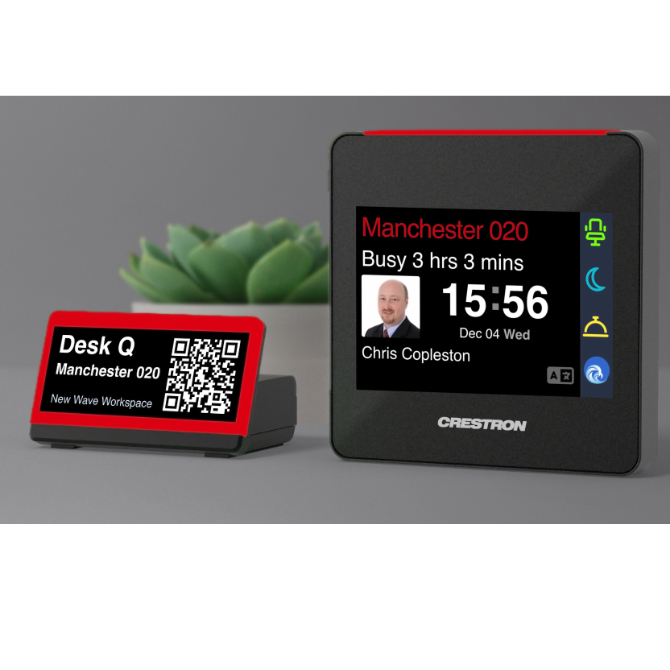 Desk Q
Manchester 020
New Wave Workspace
Manchester 020
Busy 3 hrs 3 mins
15:56
Dec 04 Wed
Chris Copleston
CRESTRON